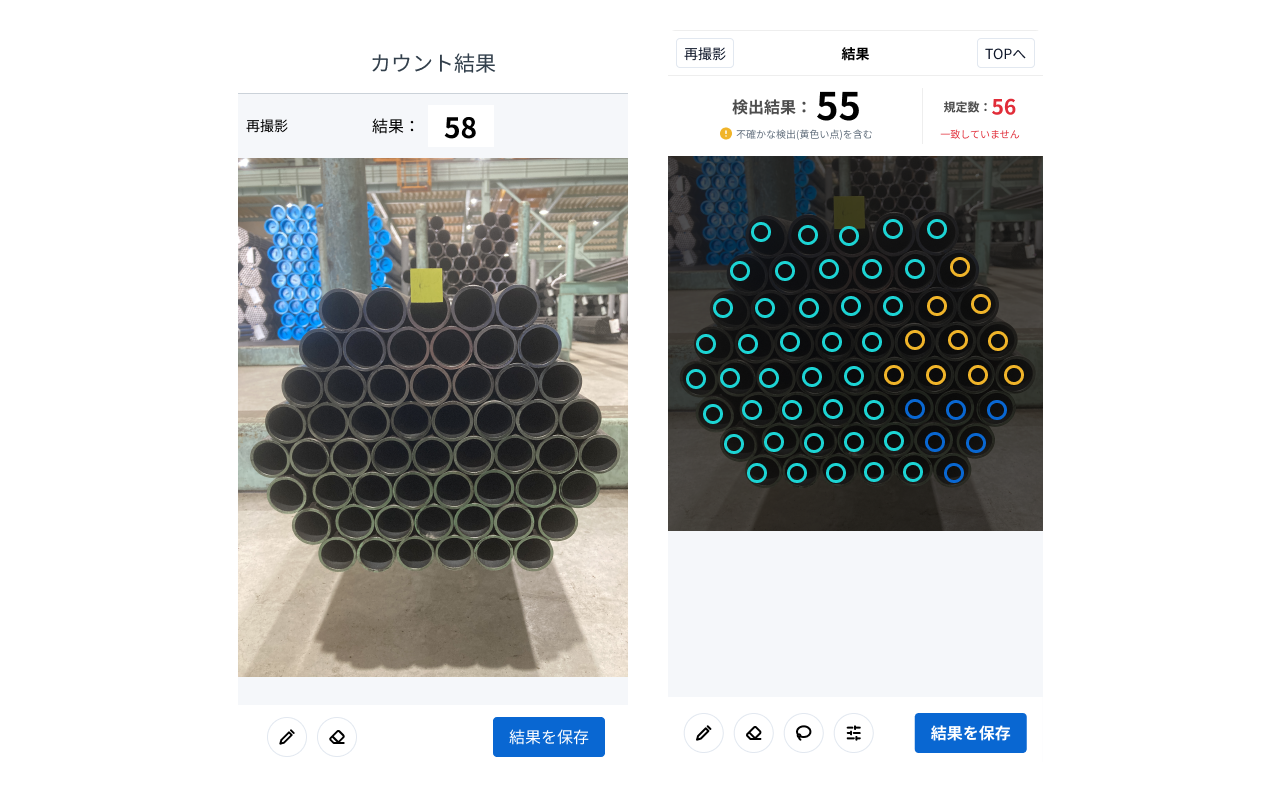 カウント結果
再撮影
結果：
58
結果を保存
再撮影
結果
TOPへ
検出結果：
55
不確かな検出(黄色い点)を含む
規定数：56
一致していません
結果を保存